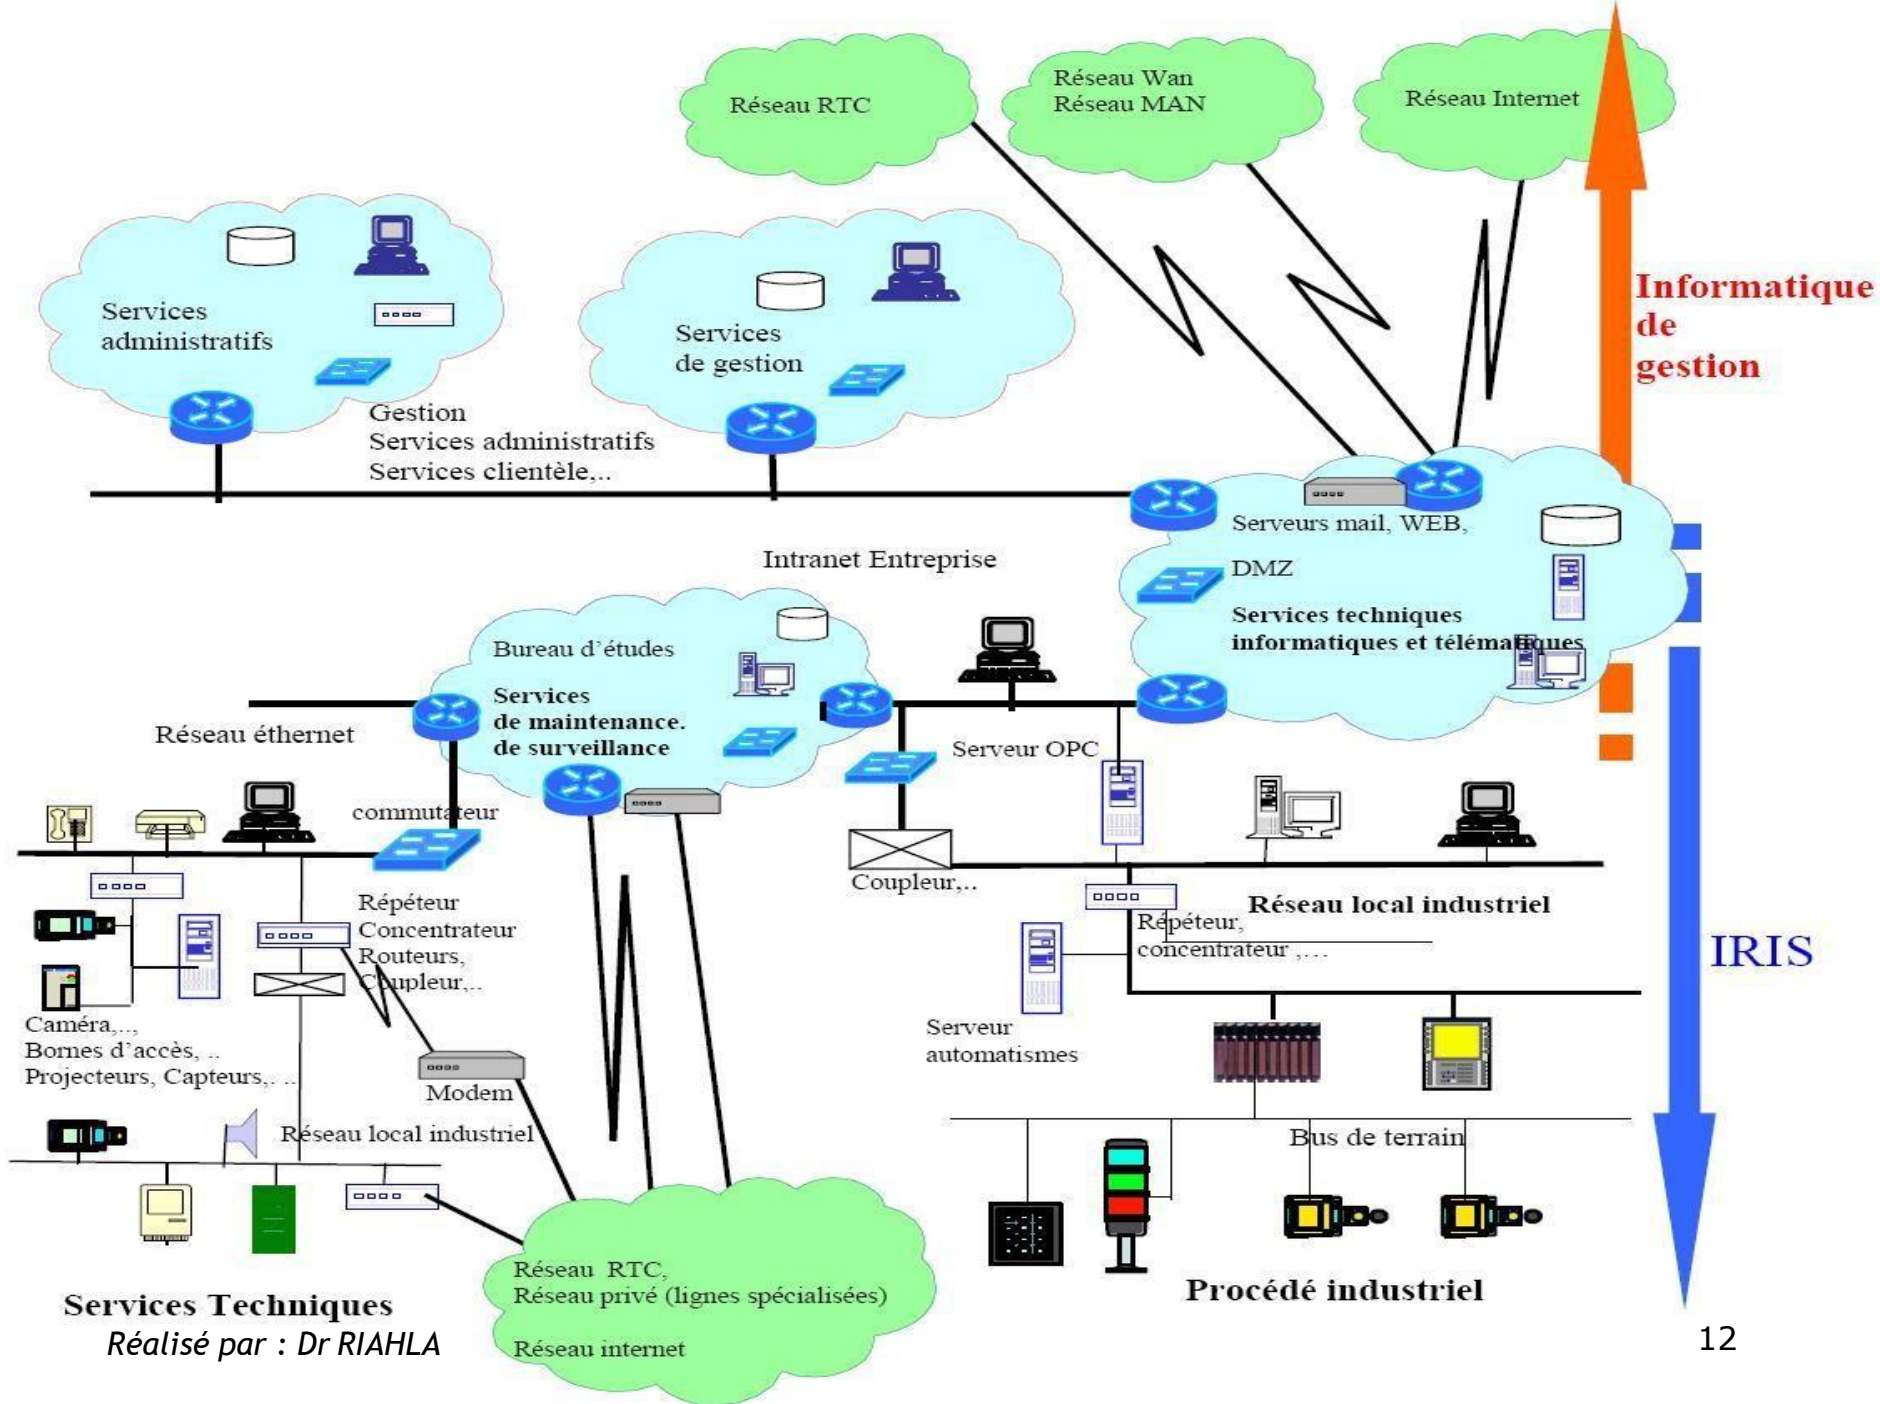 Réseau RTC
Réseau Wan
Réseau MAN
Réseau Internet
Informatique
de
gestion
Services
administratifs
Services
de gestion
Gestion
Services administratifs
Services clientèle,..
Serveurs mail, WEB,
DMZ
Services techniques
informatiques et télématiques
Intranet Entreprise
Bureau d’études
Services
de maintenance.
de surveillance
Réseau éthernet
Serveur OPC
commutateur
Coupleur,..
Répéteur
Concentrateur
Routeurs,
Coupleur,..
Réseau local industriel
Répéteur,
concentrateur ,…
IRIS
Caméra,..,
Bornes d’accès, ..
Projecteurs, Capteurs,. ..
Serveur
automatismes
Modem
Réseau local industriel
Bus de terrain
Réseau RTC,
Réseau privé (lignes spécialisées)
Réseau internet
Procédé industriel
Services Techniques
Réalisé par : Dr RIAHLA
12